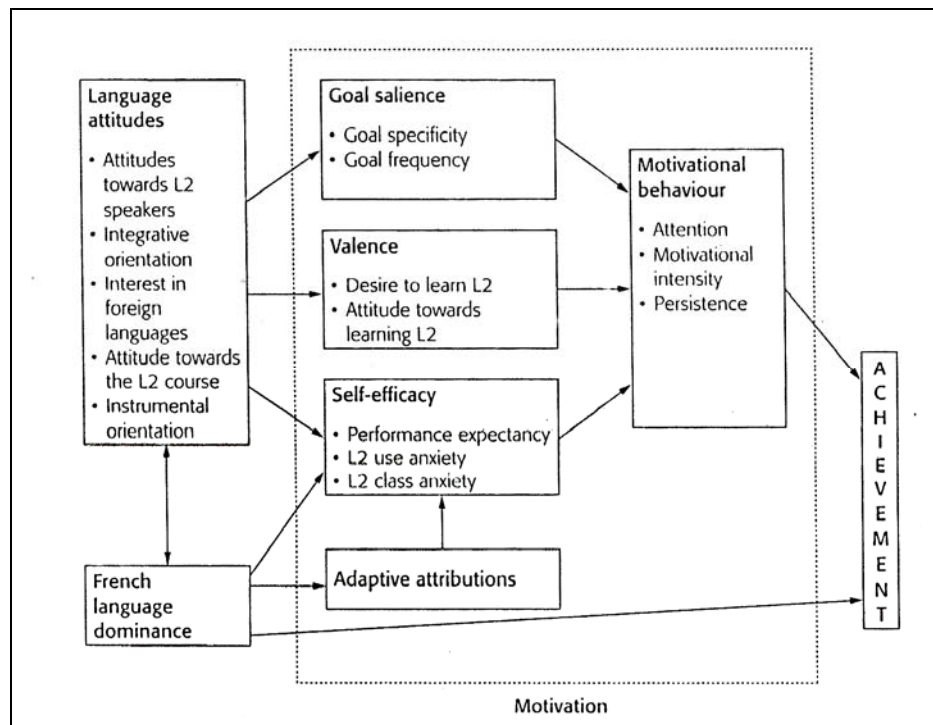 Language
attitudes
• Attitudes
towards L2
speakers
• Integrative
orientation
• Interest in
foreign
languages
• Attitude towards
the L2 course
• Instrumental
orientation
French
language
dominance
Goal salience
• Goal specificity
• Goal frequency
Valence
• Desire to learn L2
• Attitude towards
learning L2
Self-efficacy
• Performance expectancy
• L2 use anxiety
• L2 class anxiety
Adaptive attributions
Motivational
behaviour
• Attention
• Motivational
intensity
• Persistence
ACHIEVEMENT
Motivation